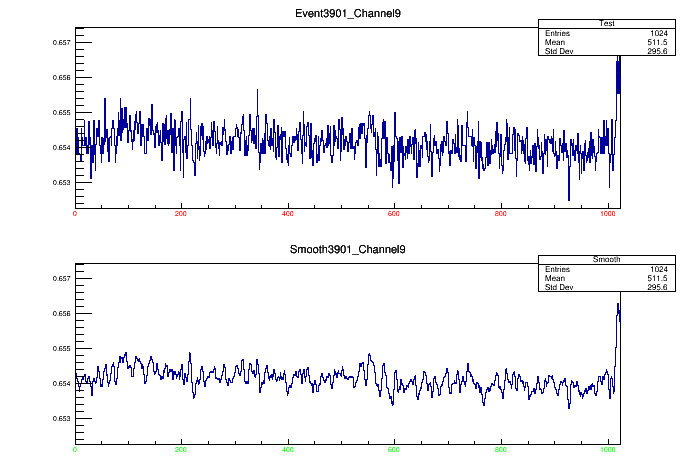 Event3901_Channel9
Test
Entries 1024
Mean 511.5
Std Dev 295.6
0.657
0.656
0.655
0.654
0.653
0 200 400 600 800 1000
Smooth3901_Channel9
Smooth
Entries 1024
Mean 511.5
Std Dev 295.6
0.657
0.656
0.655
0.654
0.653
0 200 400 600 800 1000